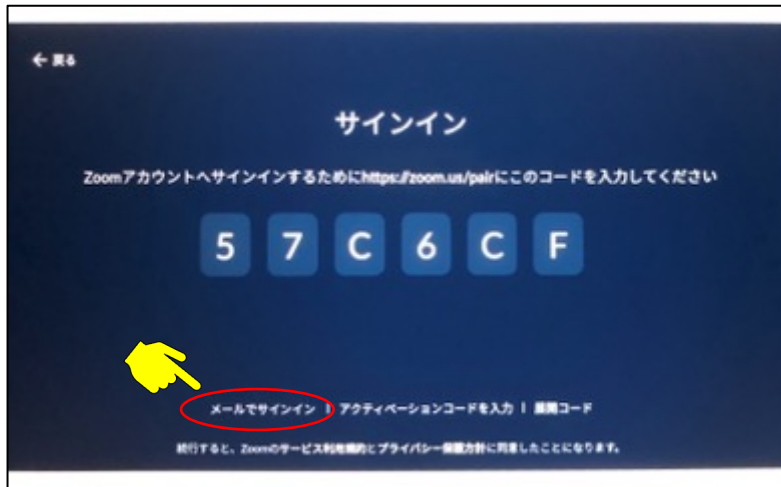 ← 戻る
サインイン
Zoomアカウントへサインインするためにhttps://zoom.us/pairにこのコードを入力してください
5 7 C 6 C F
メールでサインイン | アクティベーションコードを入力 | 展開コード
続行すると、Zoomのサービス利用規約とプライバシー保護方針に同意したことになります。